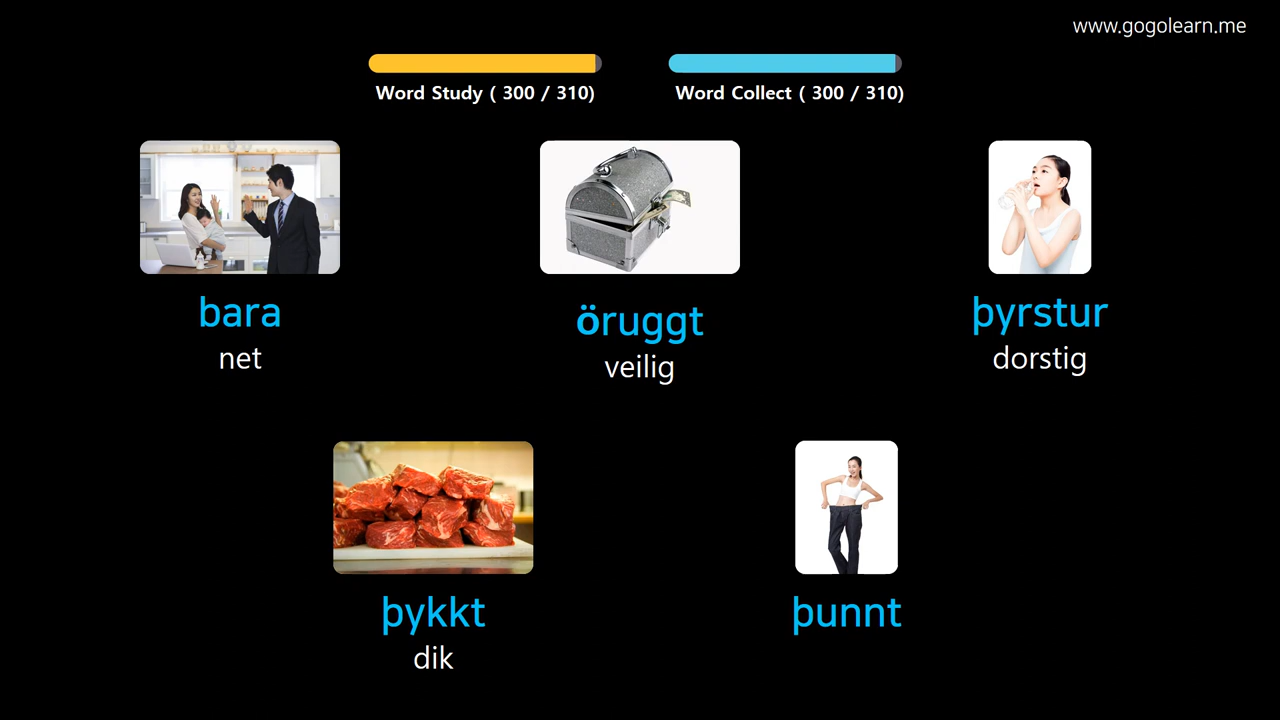 www.gogolearn.me
Word Study ( 300 / 310)
Word Collect ( 300 / 310)
bara
net
öruggt
veilig
þyrstur
dorstig
þykkt
dik
þunnt